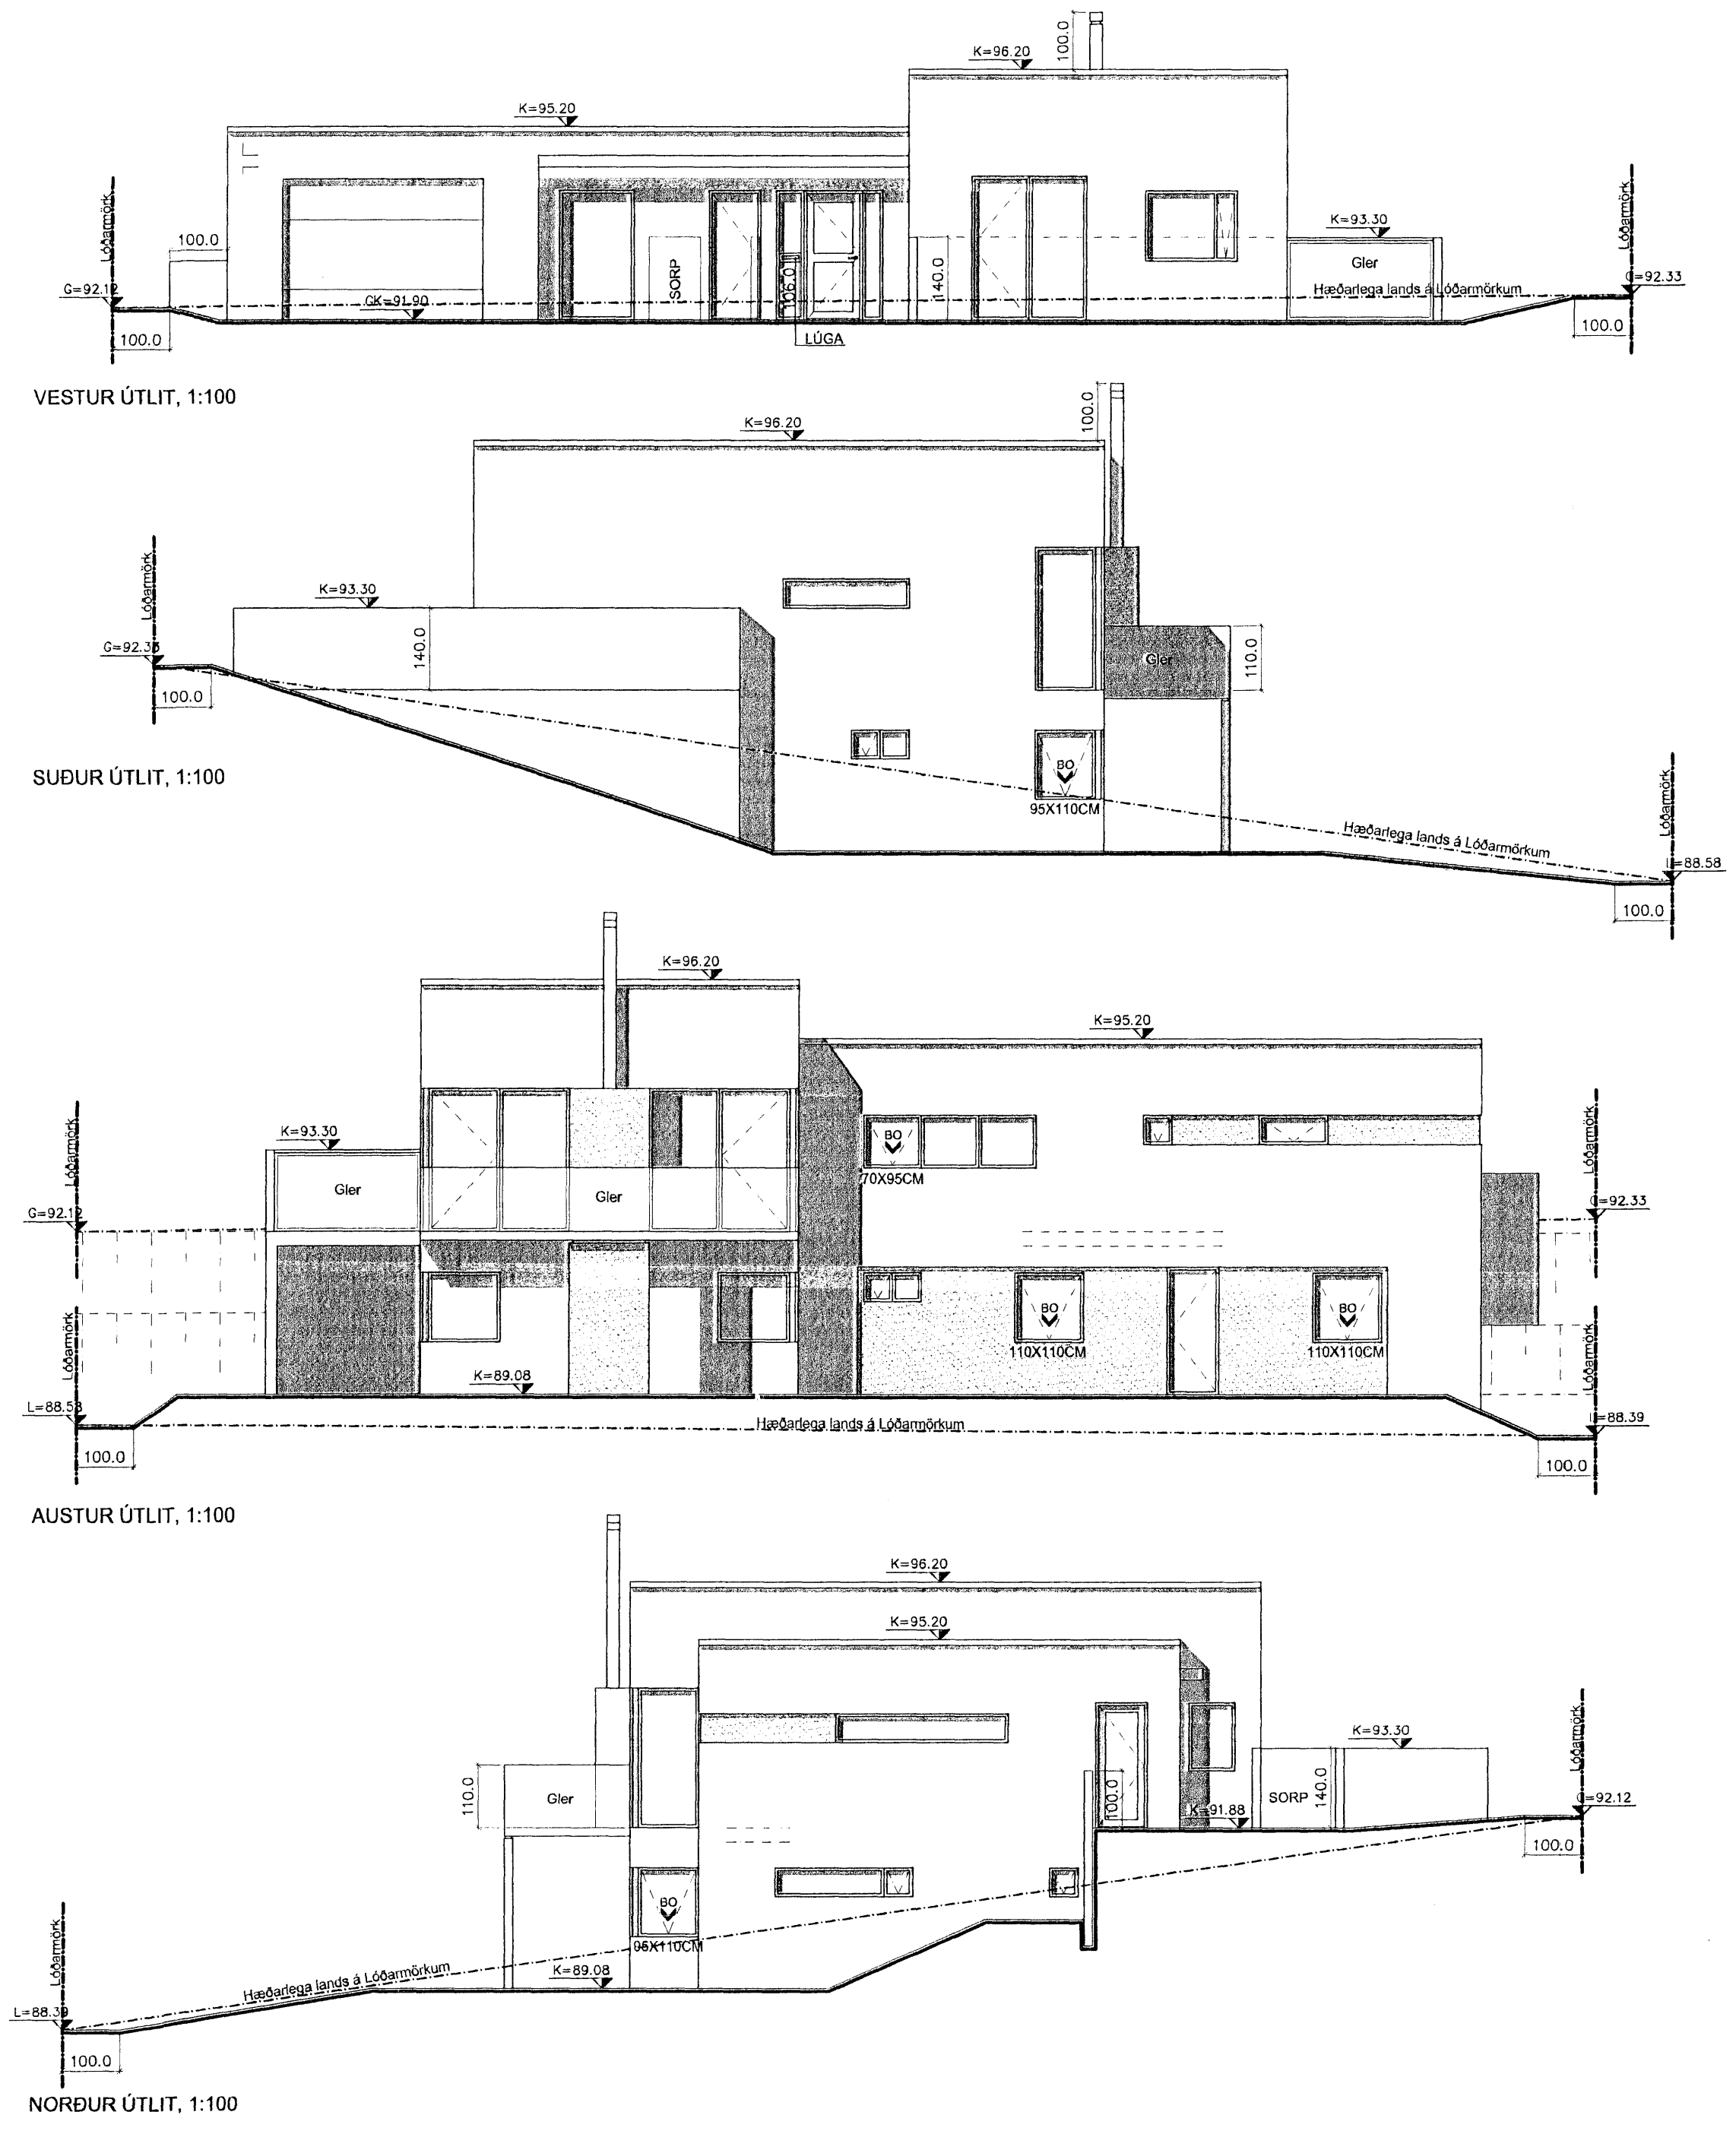 K=96.20
100.0
K=95.20
Lóðarmörk
Lóðarmörk
100.0
K=93.30
Gler
SORP
106.0
140.0
G=92.12
GK=91.90
Hæðarlega lands á Lóðarmörkum
G=92.33
100.0
LÚGA
100.0
VESTUR ÚTLIT, 1:100
100.0
K=96.20
Lóðarmörk
K=93.30
140.0
G=92.33
Gler
110.0
100.0
BO
95X110CM
SUÐUR ÚTLIT, 1:100
Lóðarmörk
Hæðarlega lands á Lóðarmörkum
L=88.58
100.0
K=96.20
K=95.20
Lóðarmörk
Lóðarmörk
K=93.30
BO
70X95CM
Gler
Gler
G=92.12
G=92.33
BO
BO
110X110CM
110X110CM
Lóðarmörk
Lóðarmörk
K=89.08
L=88.58
Hæðarlega lands á Lóðarmörkum
L=88.39
100.0
100.0
AUSTUR ÚTLIT, 1:100
K=96.20
K=95.20
Lóðarmörk
K=93.30
110.0
Gler
100.0
SORP
140.0
K=91.88
G=92.12
100.0
BO
95X110CM
Lóðarmörk
Hæðarlega lands á Lóðarmörkum
K=89.08
L=88.39
100.0
NORÐUR ÚTLIT, 1:100